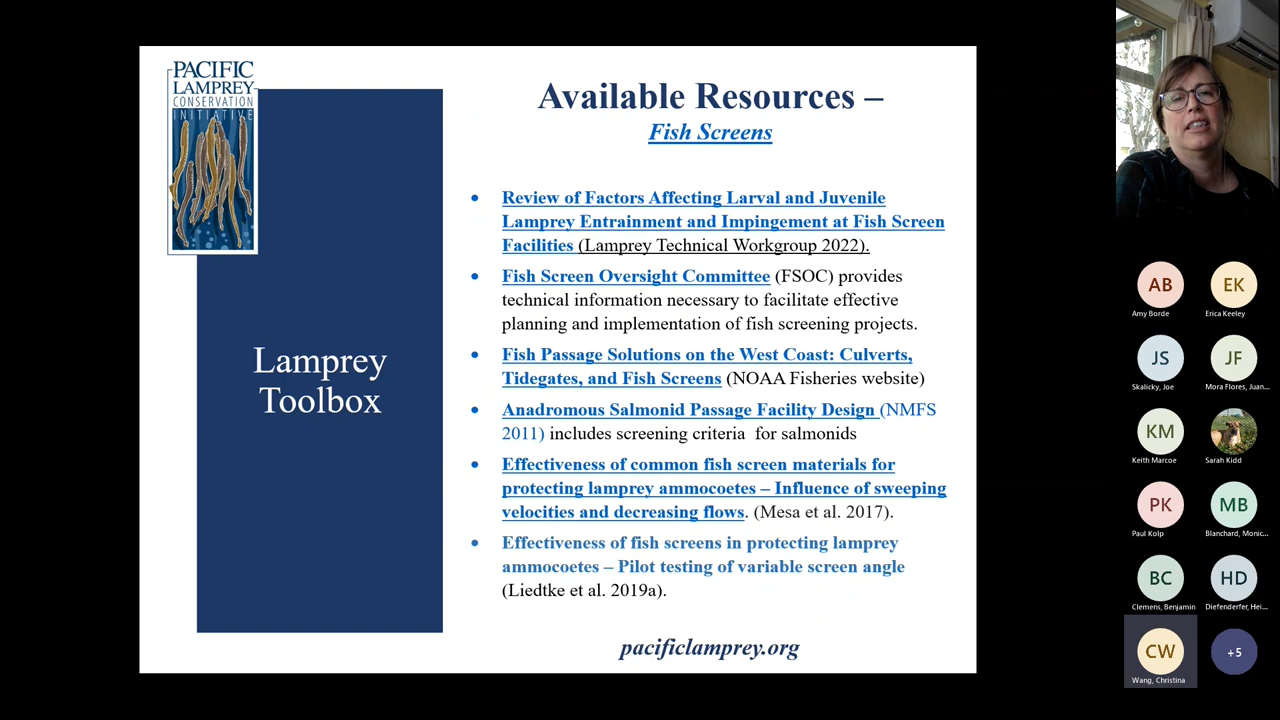 PACIFIC
LAMPREY
CONSERVATION
INITIATIVE
Lamprey
Toolbox
Available Resources –
Fish Screens
• Review of Factors Affecting Larval and Juvenile
Lamprey Entrainment and Impingement at Fish Screen
Facilities (Lamprey Technical Workgroup 2022).
• Fish Screen Oversight Committee (FSOC) provides
technical information necessary to facilitate effective
planning and implementation of fish screening projects.
• Fish Passage Solutions on the West Coast: Culverts,
Tidegates, and Fish Screens (NOAA Fisheries website)
• Anadromous Salmonid Passage Facility Design (NMFS
2011) includes screening criteria  for salmonids
• Effectiveness of common fish screen materials for
protecting lamprey ammocoetes – Influence of sweeping
velocities and decreasing flows. (Mesa et al. 2017).
• Effectiveness of fish screens in protecting lamprey
ammocoetes – Pilot testing of variable screen angle
(Liedtke et al. 2019a).
pacificlamprey.org
AB
Amy Borde
EK
Erica Keeley
JS
Skalicky, Joe
JF
Mora Flores, Juan...
KM
Keith Marcoe
Sarah Kidd
PK
Paul Kolp
MB
Blanchard, Monic...
BC
Clemens, Benjamin
HD
Diefenderfer, Hei...
CW
Wang, Christina
+5